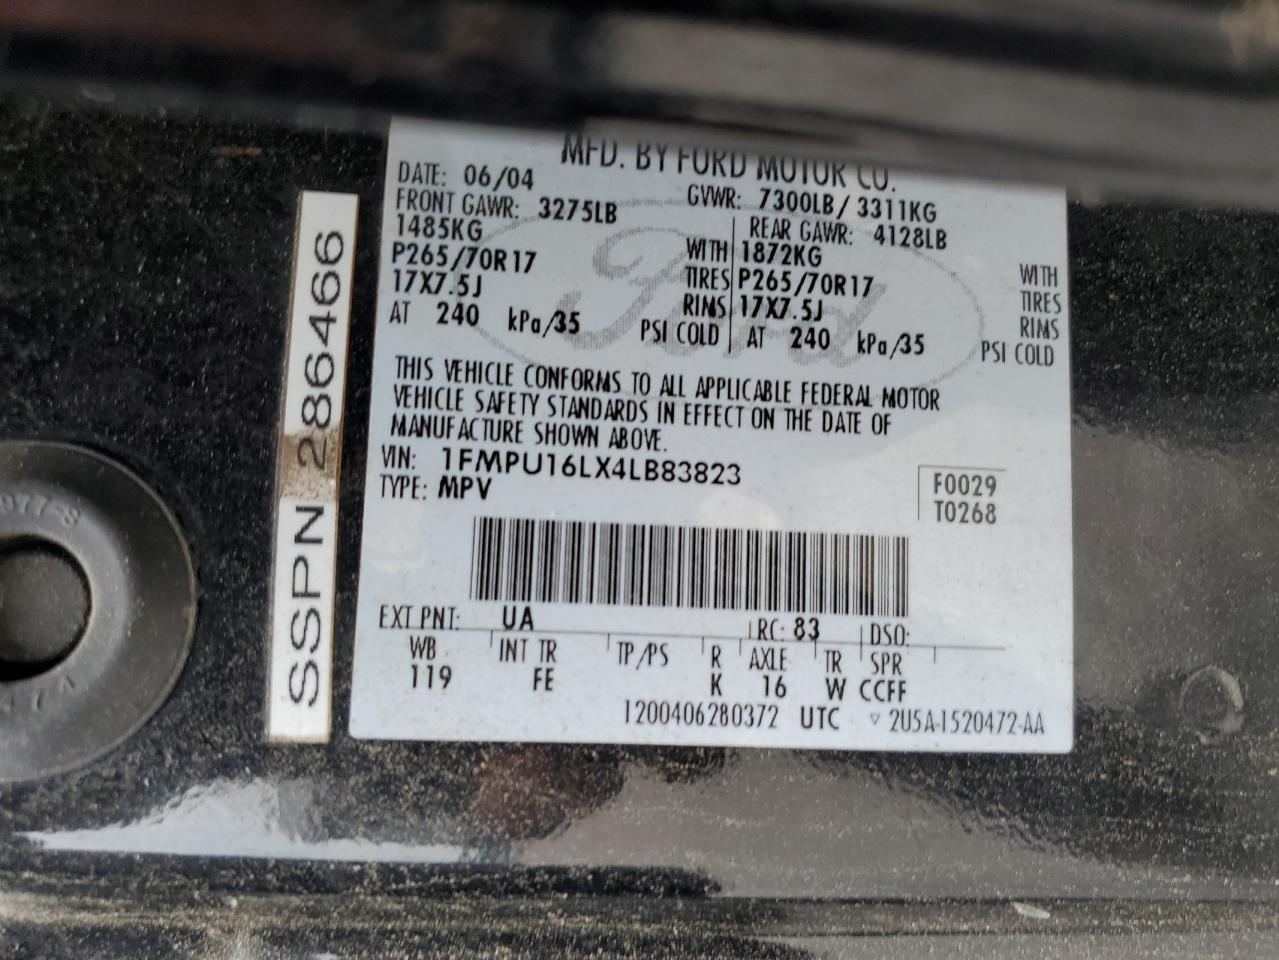 MFD. BY FORD MOTOR CO.
DATE: 06/04 GVWR: 7300LB/ 3311KG
FRONT GAWR: 3275LB REAR GAWR: 4128LB
1485KG WITH 1872KG WITH
P265/70R17 TIRES P265/70R17 TIRES
17X7.5J RIMS 17X7.5J RIMS
AT 240 kPa/35 PSI COLD AT 240 kPa/35 PSI COLD
Ford
THIS VEHICLE CONFORMS TO ALL APPLICABLE FEDERAL MOTOR
VEHICLE SAFETY STANDARDS IN EFFECT ON THE DATE OF
MANUFACTURE SHOWN ABOVE.
VIN: 1FMPU16LX4LB83823
TYPE: MPV
F0029
T0268
EXT PNT: UA RC: 83 DSO:
WB INT TR TP/PS R AXLE TR SPR
119 FE K 16 W CCFF
1200406280372 UTC ▽ 2U5A-1520472-AA
SSPN 286466